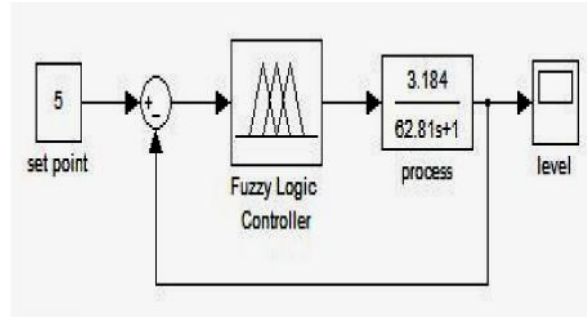 5
set point
+
−
Fuzzy Logic
Controller
3.184
62.81s+1
process
level